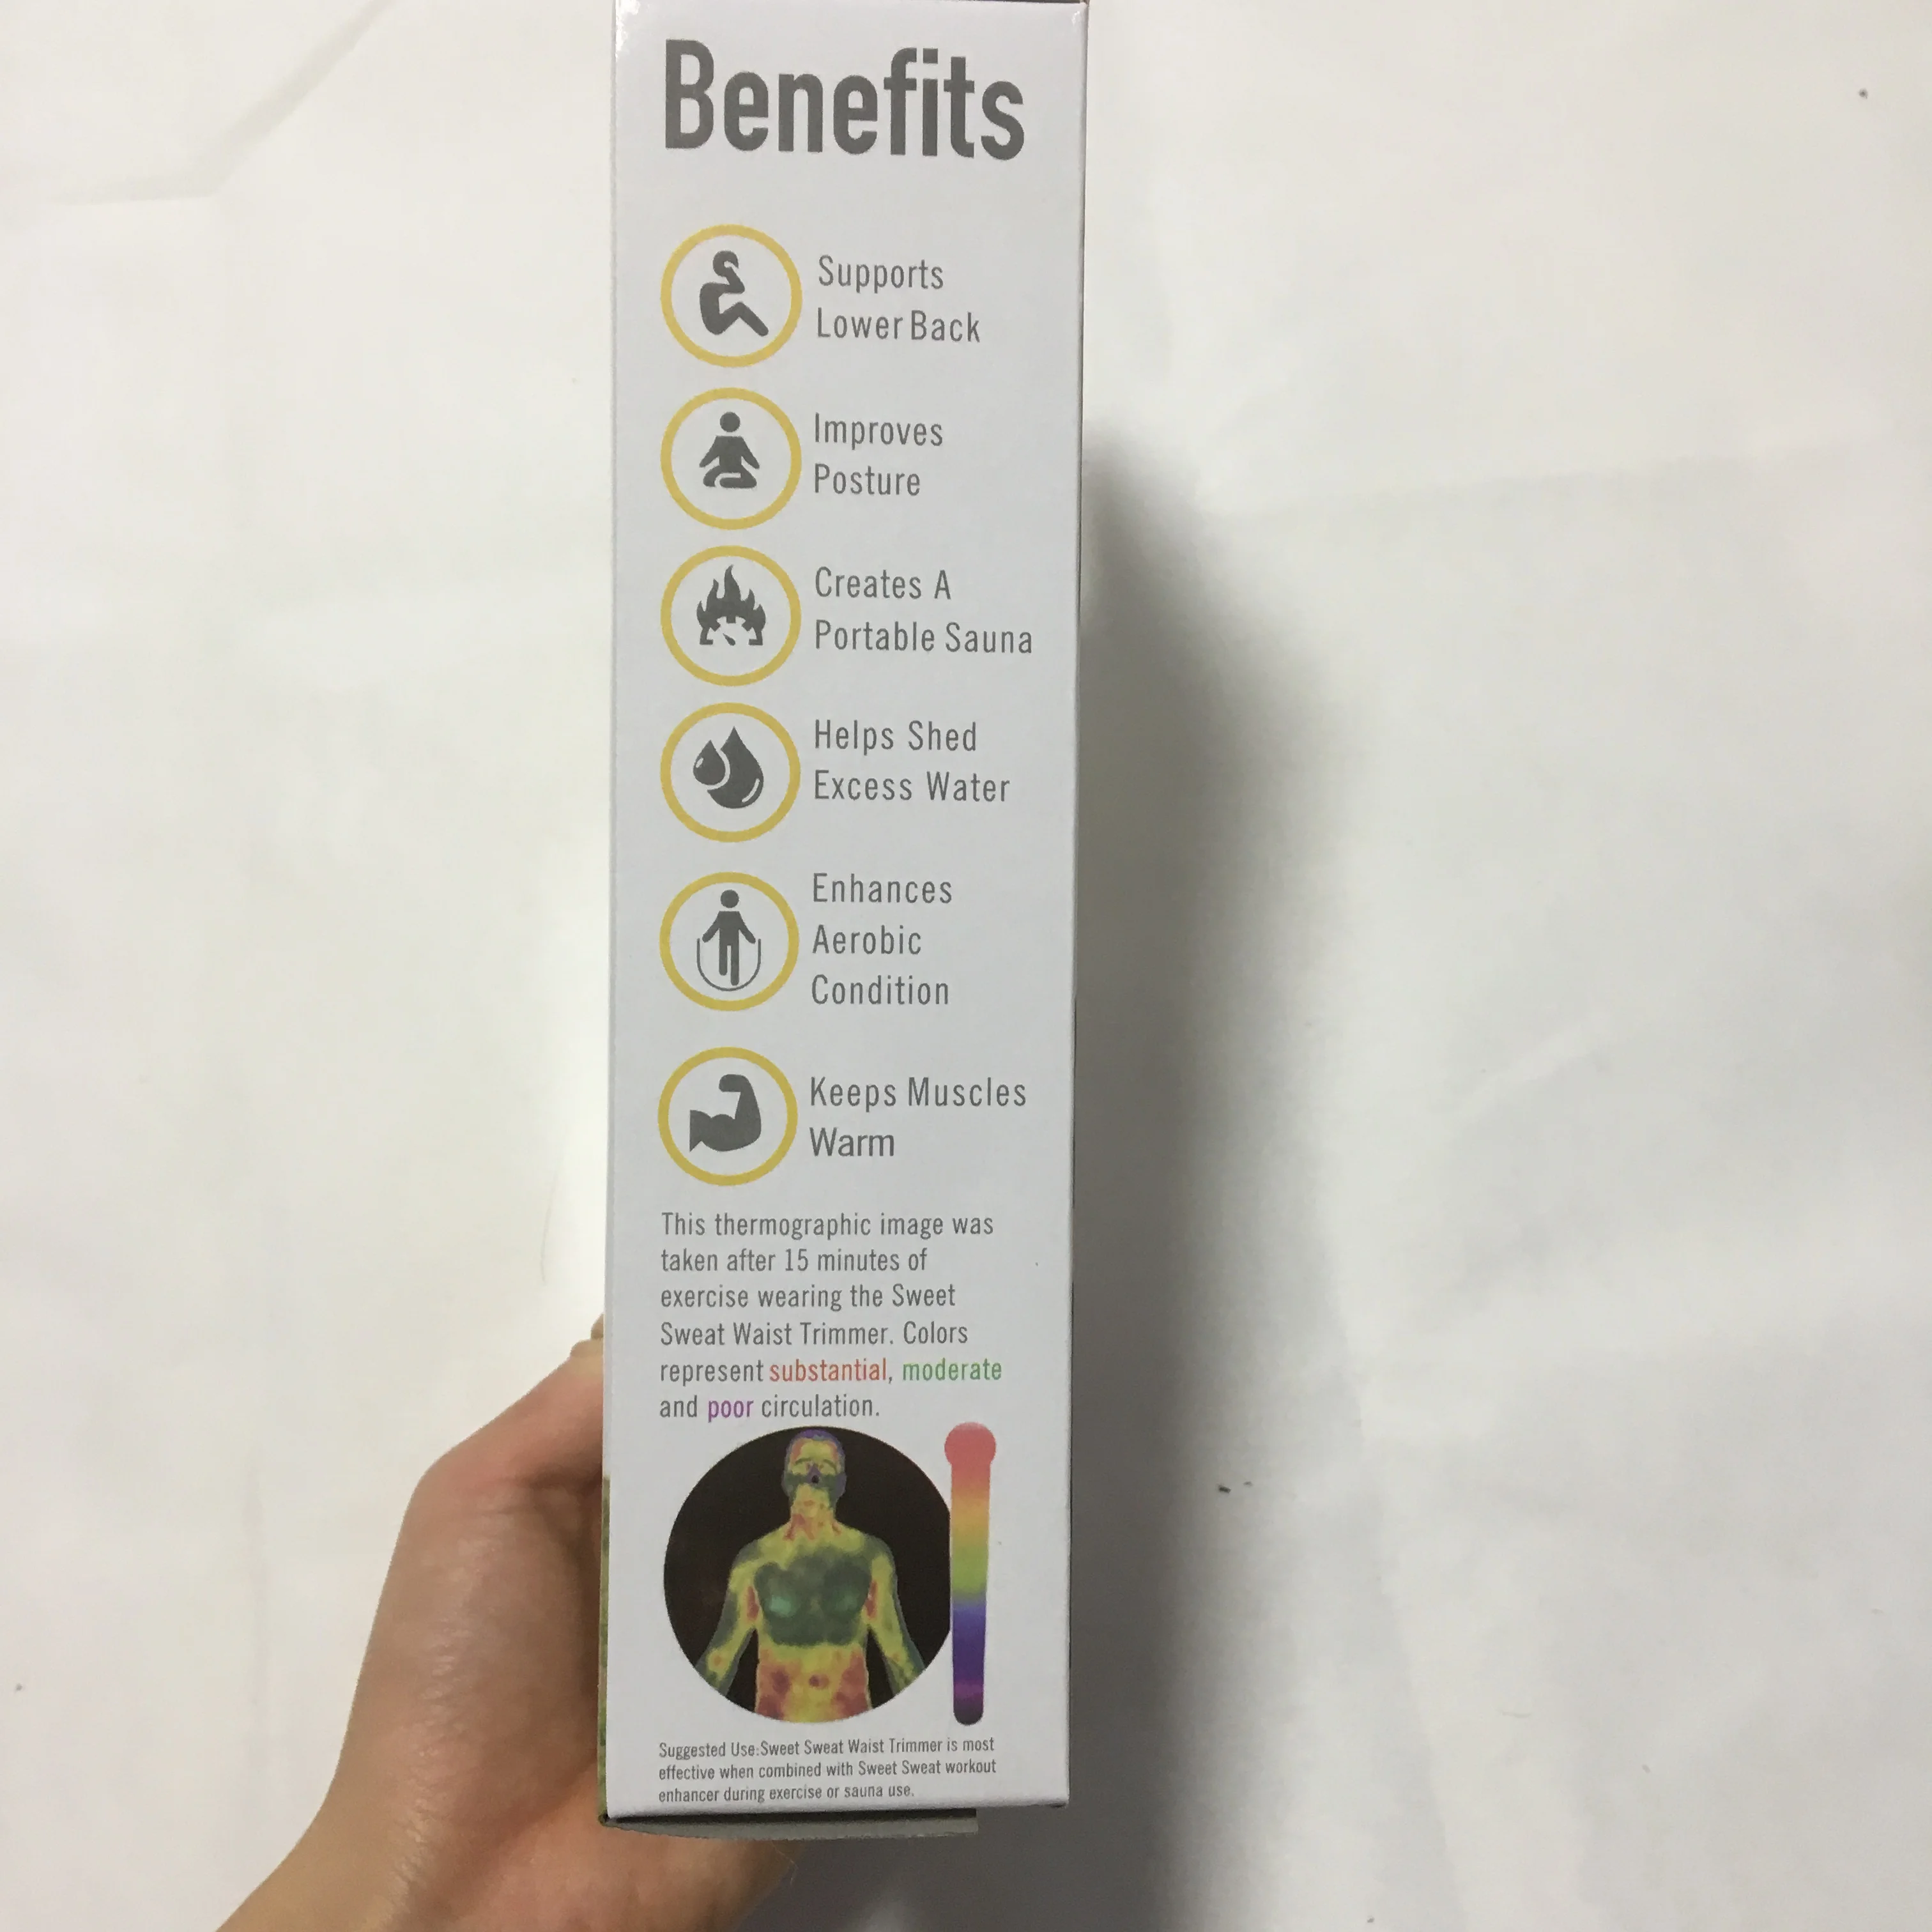 Benefits
Supports
Lower Back
Improves
Posture
Creates A
Portable Sauna
Helps Shed
Excess Water
Enhances
Aerobic
Condition
Keeps Muscles
Warm
This thermographic image was
taken after 15 minutes of
exercise wearing the Sweet
Sweat Waist Trimmer. Colors
represent substantial, moderate
and poor circulation.
Suggested Use:Sweet Sweat Waist Trimmer is most
effective when combined with Sweet Sweat workout
enhancer during exercise or sauna use.